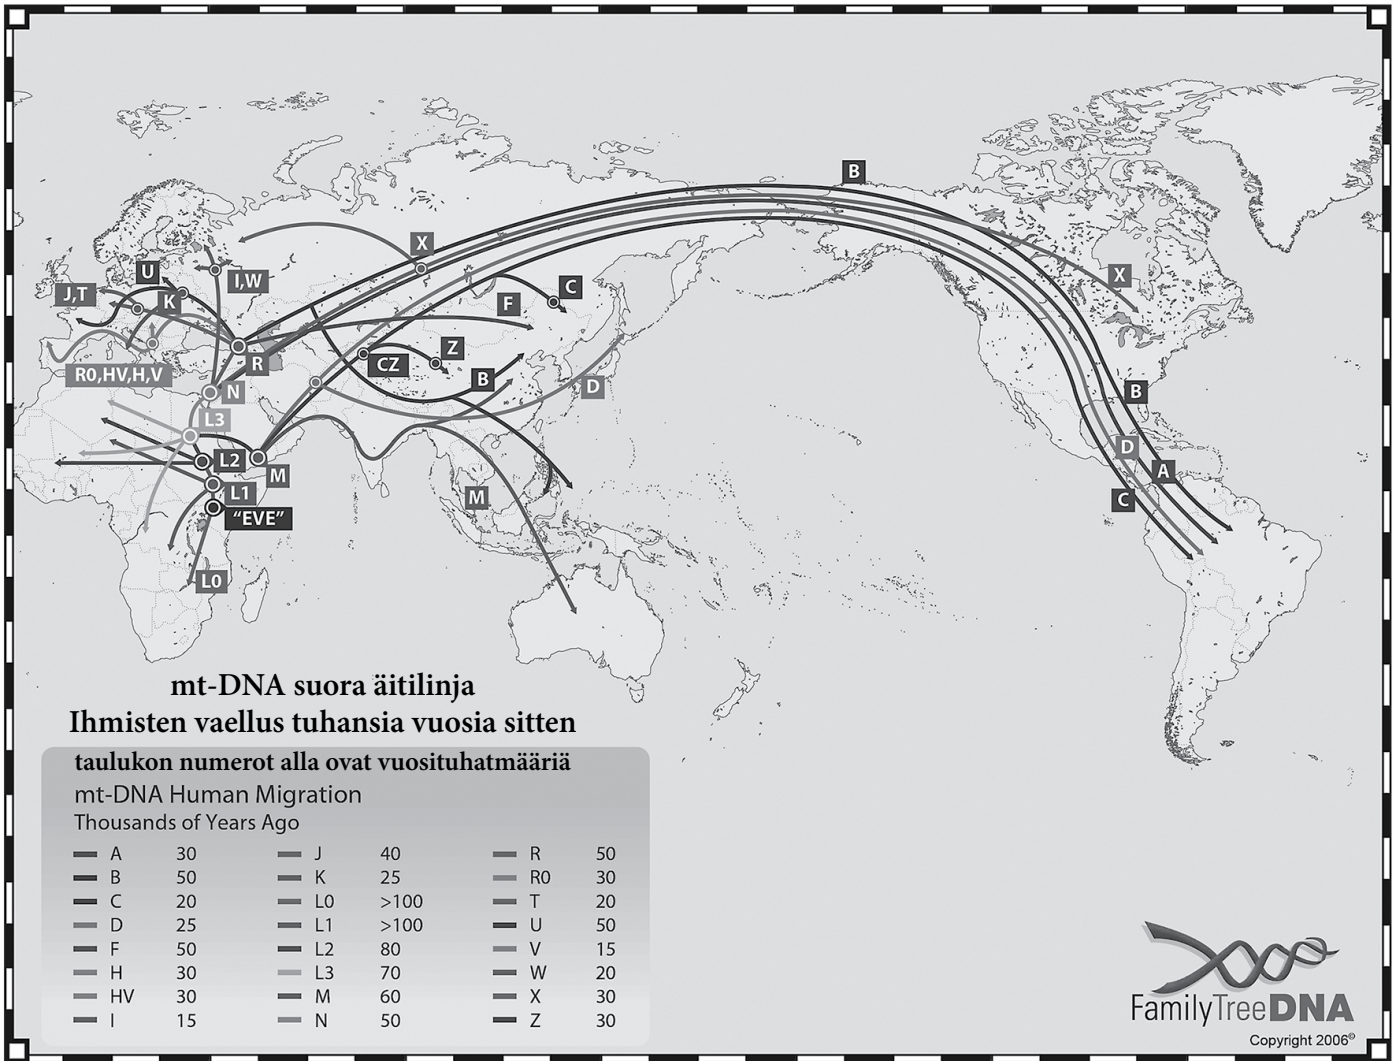 B
X
X
U
I,W
J,T
K
C
F
R
CZ
Z
B
D
B
R0,HV,H,V
N
L3
L2
M
L1
"EVE"
M
D
A
C
L0
mt-DNA suora äitilinja
Ihmisten vaellus tuhansia vuosia sitten
taulukon numerot alla ovat vuosituhatmääriä
mt-DNA Human Migration
Thousands of Years Ago
A 30 J 40 R 50
B 50 K 25 R0 30
C 20 L0 >100 T 20
D 25 L1 >100 U 50
F 50 L2 80 V 15
H 30 L3 70 W 20
HV 30 M 60 X 30
I 15 N 50 Z 30
FamilyTreeDNA
Copyright 2006©